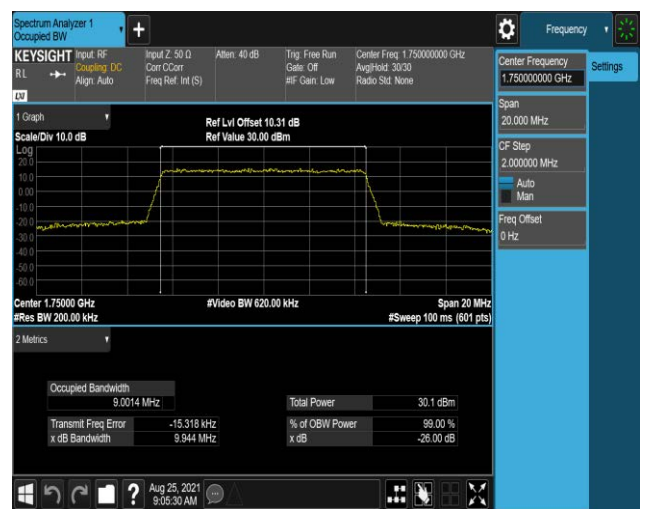 Spectrum Analyzer 1
Occupied BW
+
Frequency
KEYSIGHT
RL
LXI
Input: RF
Coupling: DC
Align: Auto
Input Z: 50 Ω
Corr CCorr
Freq Ref: Int (S)
Atten: 40 dB
Trig: Free Run
Gate: Off
#IF Gain: Low
Center Freq: 1.750000000 GHz
Avg|Hold: 30/30
Radio Std: None
Center Frequency
1.750000000 GHz
Settings
Span
20.000 MHz
CF Step
2.000000 MHz
Auto
Man
Freq Offset
0 Hz
1 Graph
Scale/Div 10.0 dB
Ref Lvl Offset 10.31 dB
Ref Value 30.00 dBm
Log
20.0
10.0
0.00
-10.0
-20.0
-30.0
-40.0
-50.0
-60.0
Center 1.75000 GHz
#Res BW 200.00 kHz
#Video BW 620.00 kHz
Span 20 MHz
#Sweep 100 ms (601 pts)
2 Metrics
Occupied Bandwidth
9.0014 MHz
Total Power 30.1 dBm
Transmit Freq Error -15.318 kHz
% of OBW Power 99.00 %
x dB Bandwidth 9.944 MHz
x dB -26.00 dB
?
Aug 25, 2021
9:05:30 AM